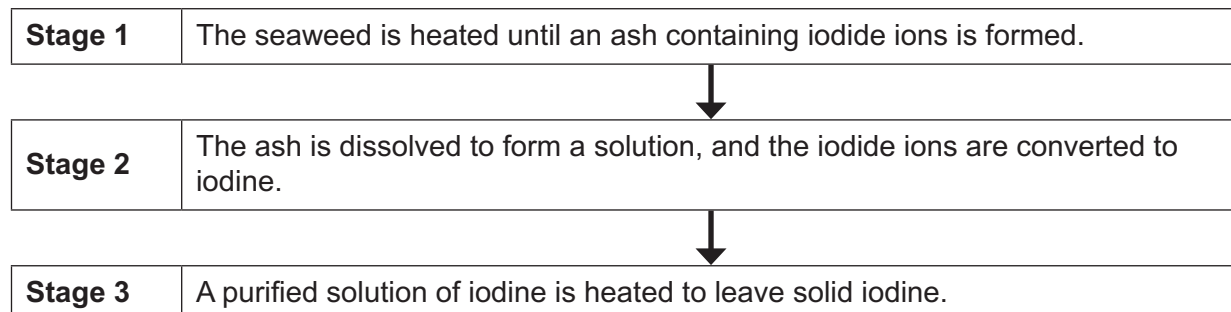 Stage 1 The seaweed is heated until an ash containing iodide ions is formed.
Stage 2 The ash is dissolved to form a solution, and the iodide ions are converted to
iodine.
Stage 3 A purified solution of iodine is heated to leave solid iodine.